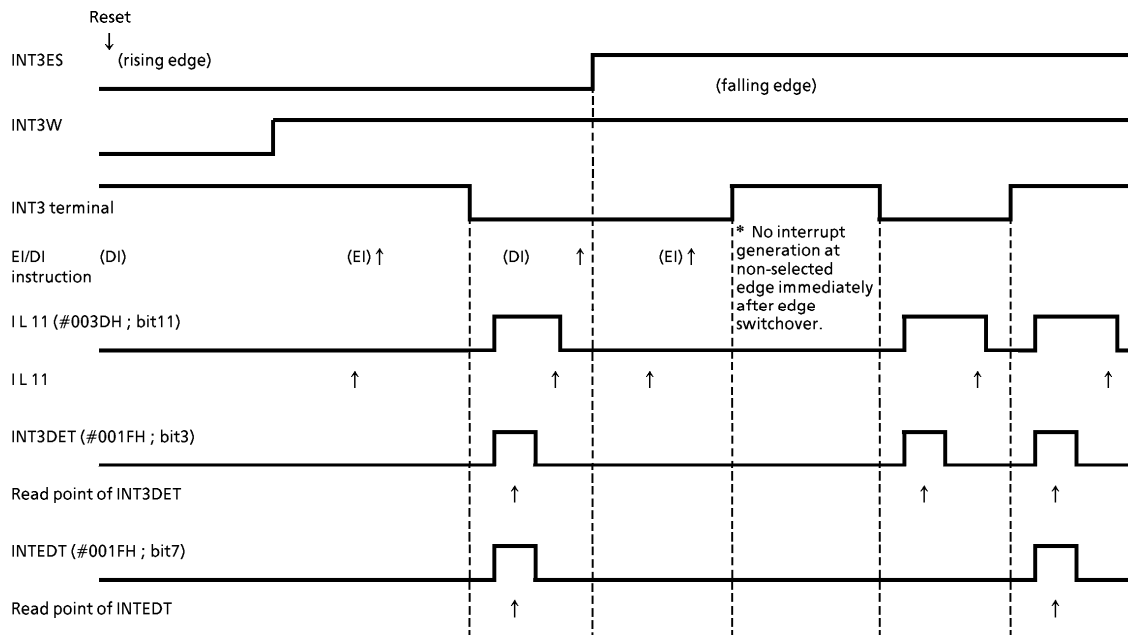 Reset
↓
INT3ES (rising edge)
(falling edge)
INT3W
INT3 terminal
EI/DI instruction (DI) (EI) ↑ (DI) ↑ (EI) ↑
* No interrupt
generation at
non-selected
edge immediately
after edge
switchover.
I L 11 (#003DH ; bit11)
I L 11 ↑ ↑ ↑ ↑ ↑
INT3DET (#001FH ; bit3)
Read point of INT3DET ↑ ↑ ↑
INTEDT (#001FH ; bit7)
Read point of INTEDT ↑ ↑